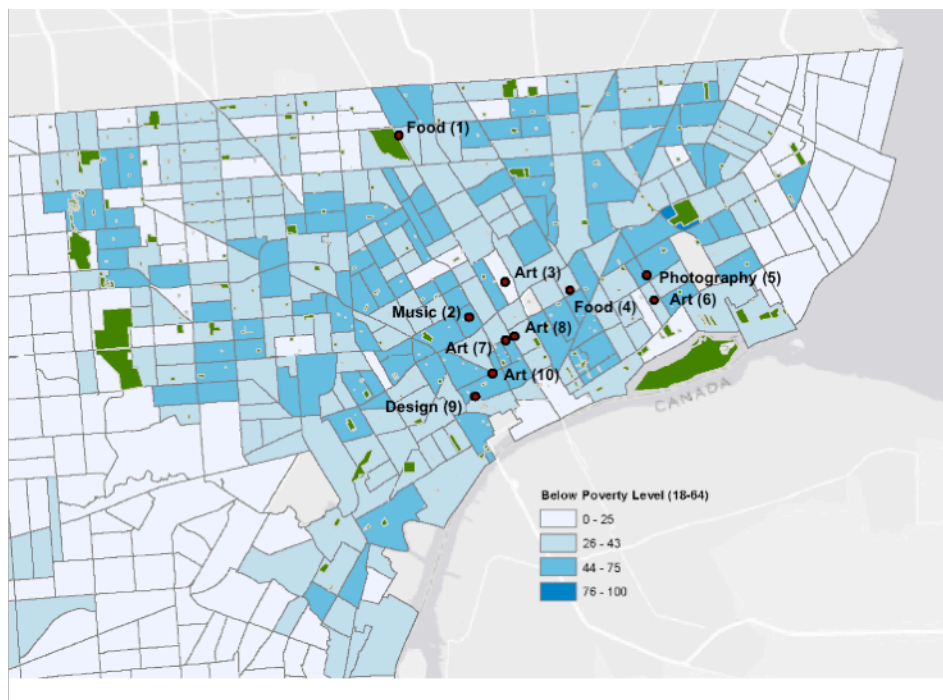 Food (1)
Art (3)
Photography (5)
Food (4)
Art (6)
Music (2)
Art (8)
Art (7)
Art (10)
Design (9)
CANADA
Below Poverty Level (18-64)
0 - 25
26 - 43
44 - 75
76 - 100